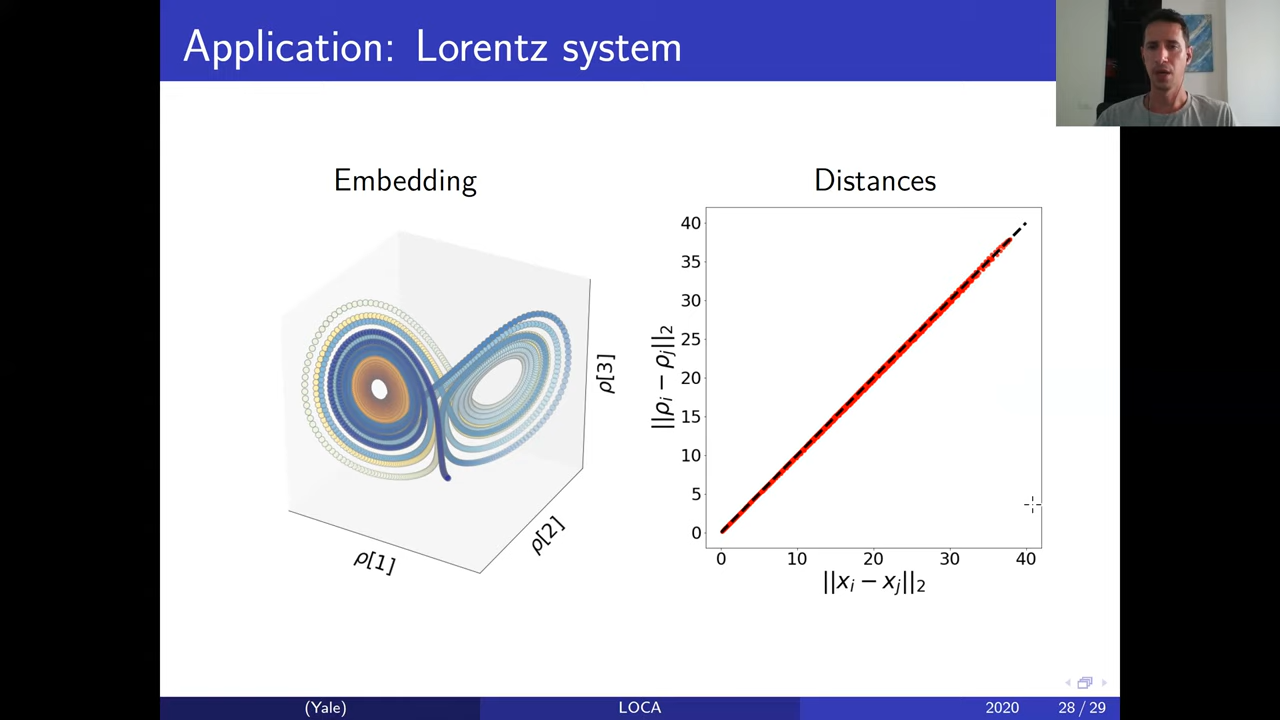 Application: Lorentz system
Embedding
ρ[1]
ρ[2]
ρ[3]
Distances
||ρi − ρj||2
40
35
30
25
20
15
10
5
0
0 10 20 30 40
||xi − xj||2
(Yale) LOCA 2020 28 / 29